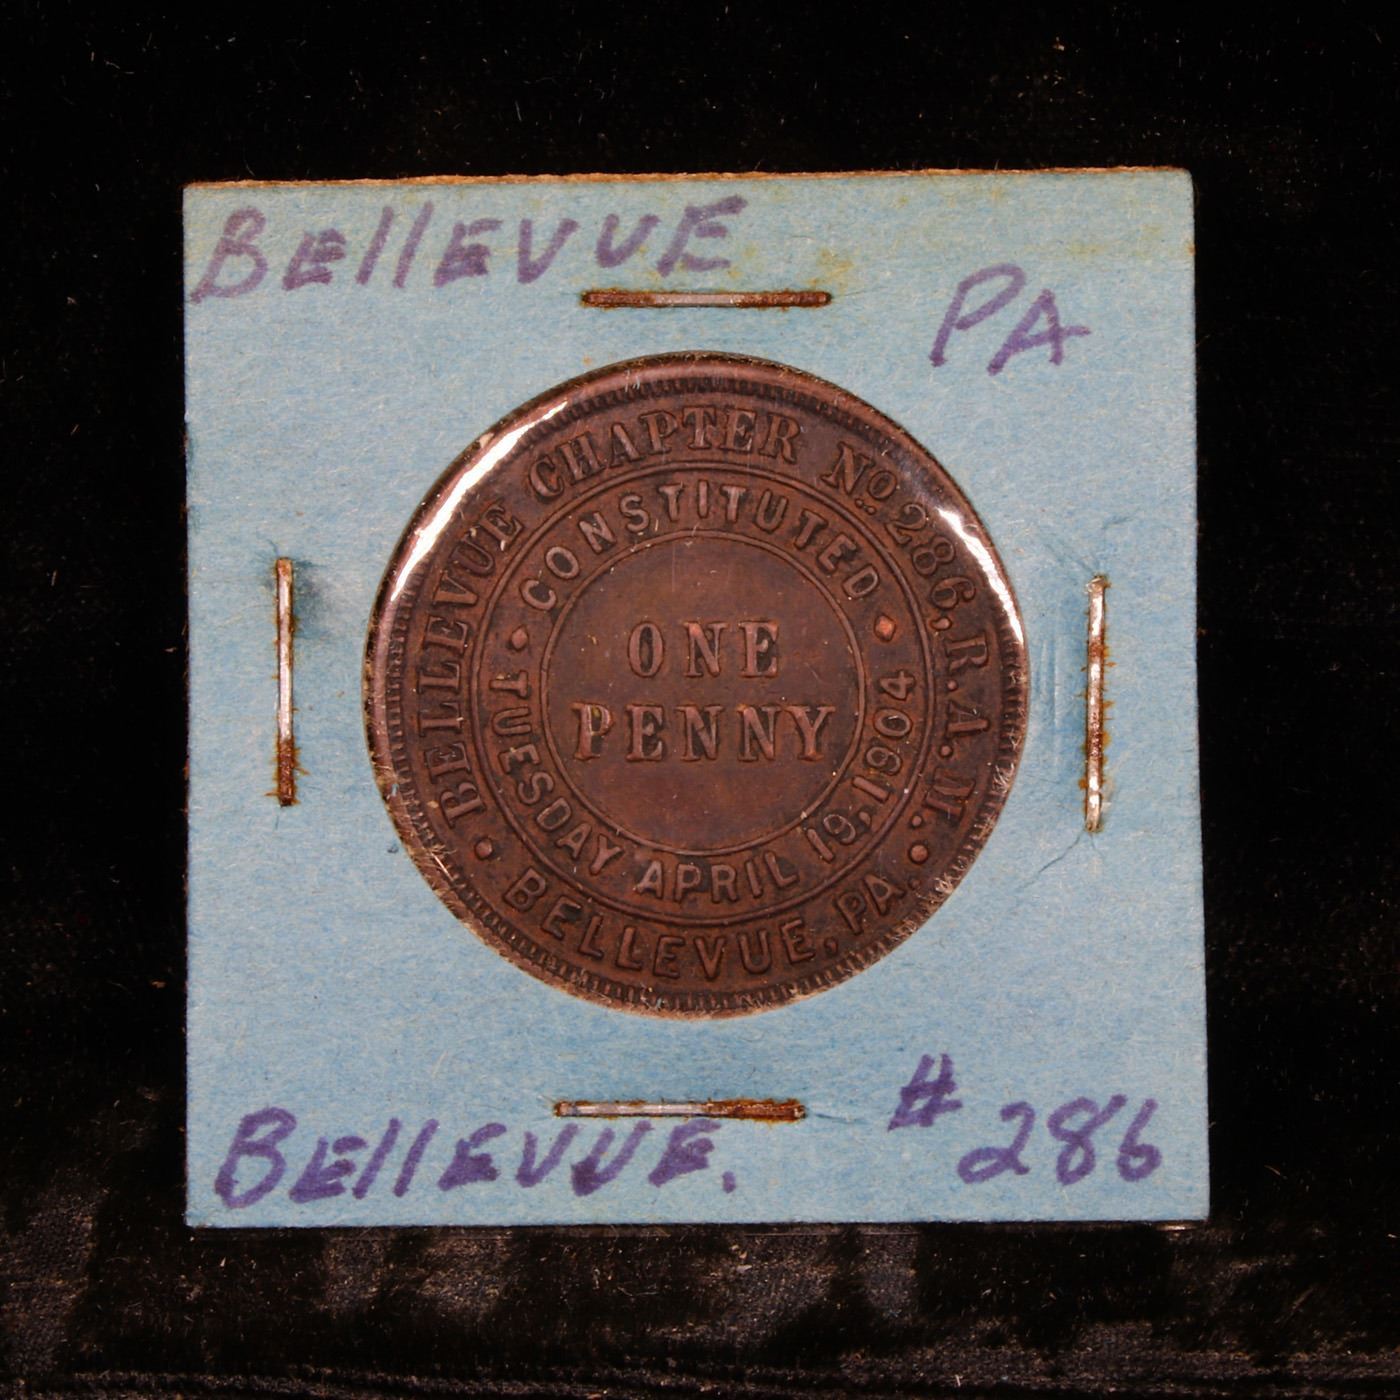 BEllEVUE
PA
BELLEVUE CHAPTER No. 286, R.A.M.
CONSTITUTED
ONE
PENNY
TUESDAY APRIL 19, 1904
BELLEVUE, PA.
BEllEVUE.
# 286